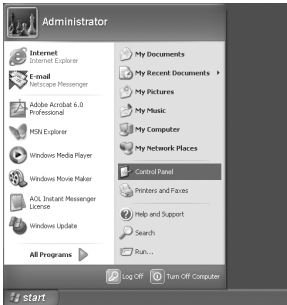 Administrator
Internet
Internet Explorer
E-mail
Netscape Messenger
Adobe Acrobat 6.0
Professional
MSN Explorer
Windows Media Player
Windows Movie Maker
AOL Instant Messenger
License
Windows Update
All Programs
My Documents
My Recent Documents
My Pictures
My Music
My Computer
My Network Places
Control Panel
Printers and Faxes
Help and Support
Search
Run...
Log Off
Turn Off Computer
start